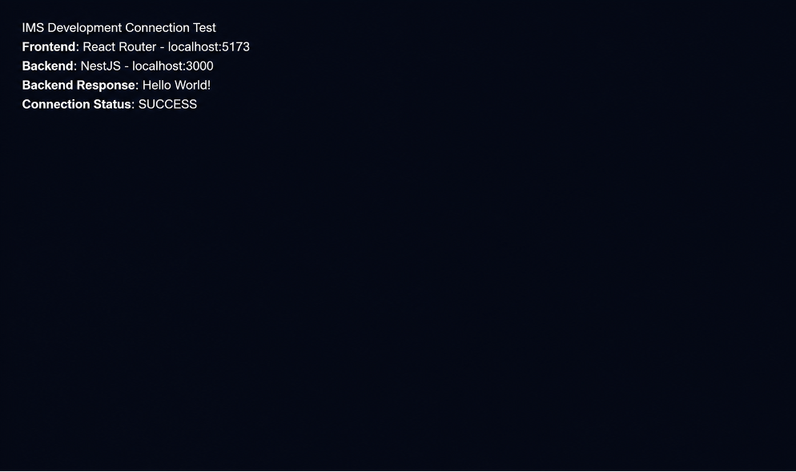 IMS Development Connection Test
Frontend: React Router - localhost:5173
Backend: NestJS - localhost:3000
Backend Response: Hello World!
Connection Status: SUCCESS